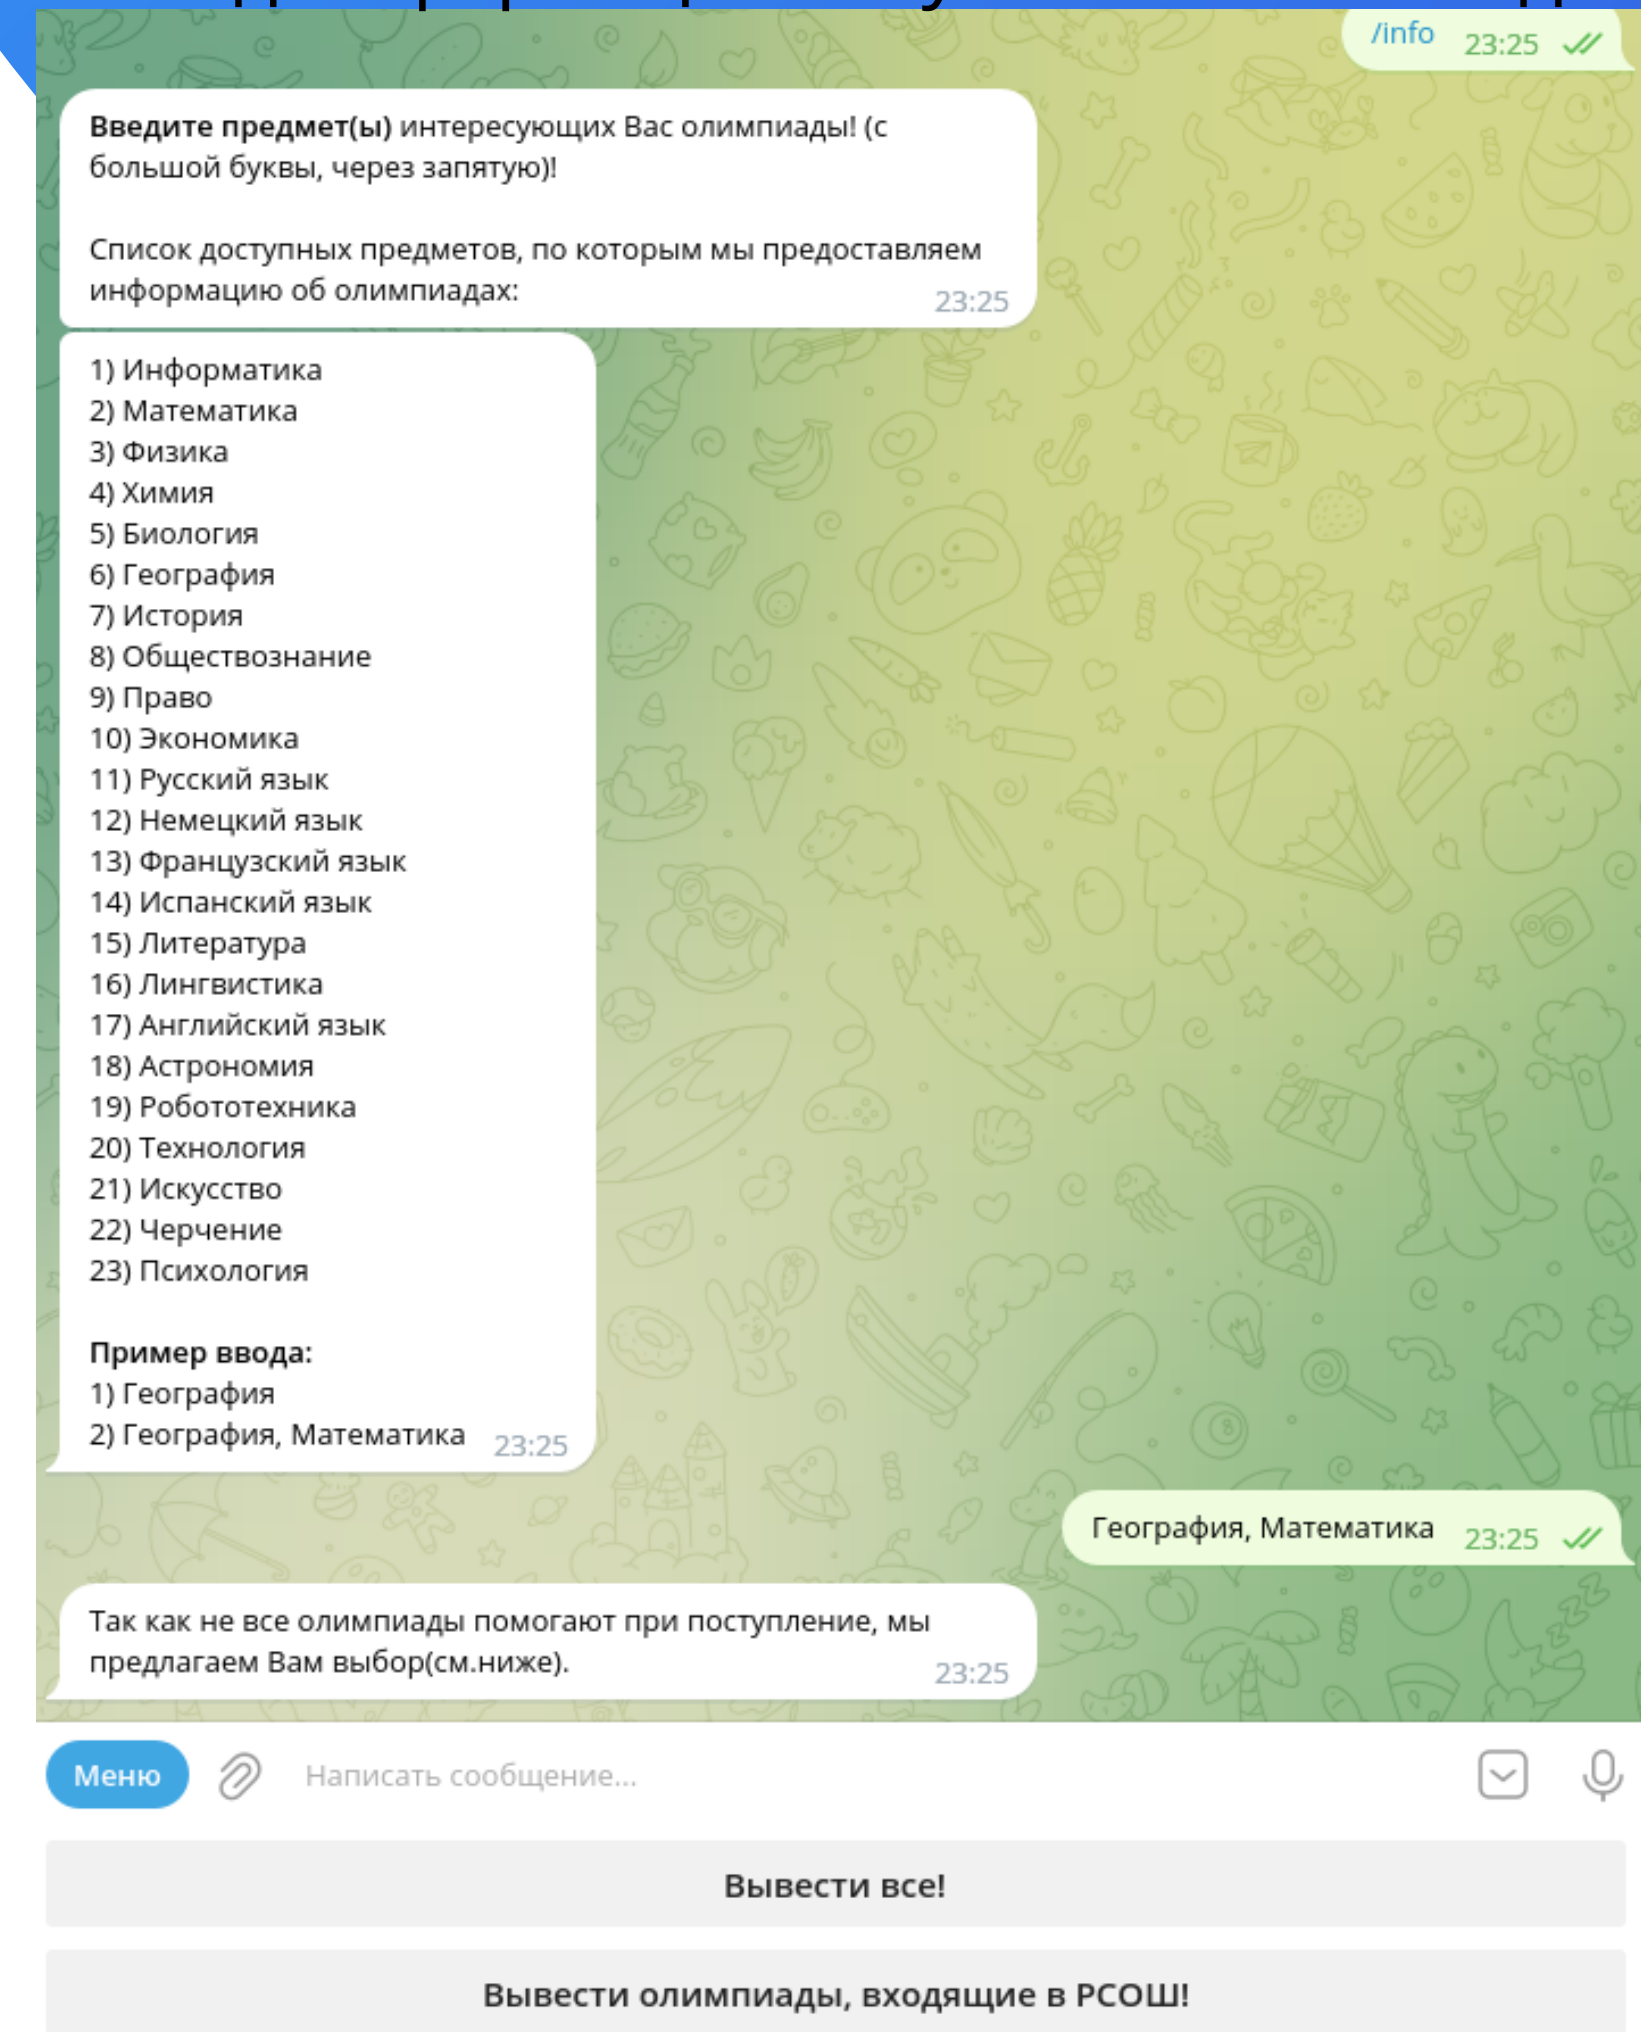 /info 23:25
Введите предмет(ы) интересующих Вас олимпиады! (с
большой буквы, через запятую)!
Список доступных предметов, по которым мы предоставляем
информацию об олимпиадах:
23:25
1) Информатика
2) Математика
3) Физика
4) Химия
5) Биология
6) География
7) История
8) Обществознание
9) Право
10) Экономика
11) Русский язык
12) Немецкий язык
13) Французский язык
14) Испанский язык
15) Литература
16) Лингвистика
17) Английский язык
18) Астрономия
19) Робототехника
20) Технология
21) Искусство
22) Черчение
23) Психология
Пример ввода:
1) География
2) География, Математика 23:25
География, Математика 23:25
Так как не все олимпиады помогают при поступление, мы
предлагаем Вам выбор(см.ниже).
23:25
Меню Написать сообщение...
Вывести все!
Вывести олимпиады, входящие в РСОШ!